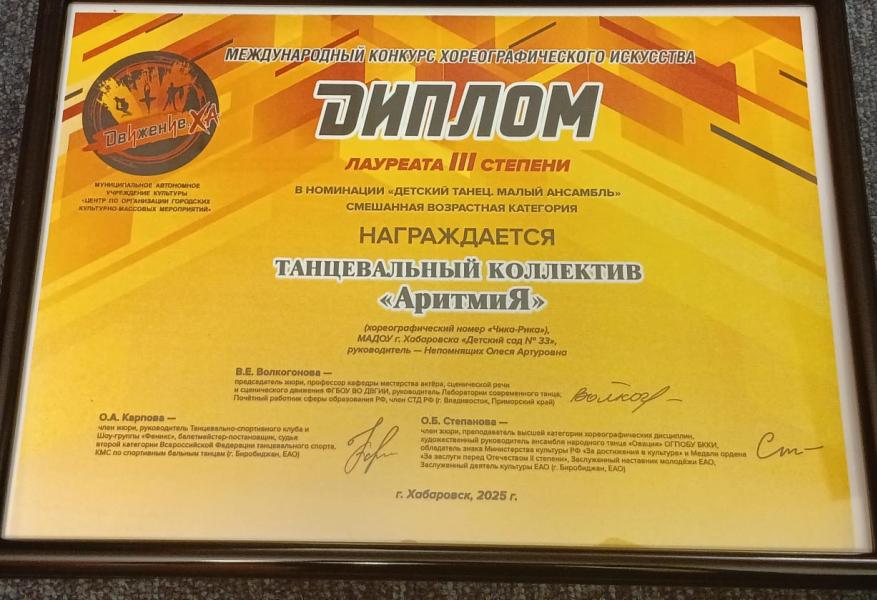 МЕЖДУНАРОДНЫЙ КОНКУРС ХОРЕОГРАФИЧЕСКОГО ИСКУССТВА
ДИПЛОМ
ДвижениеХА
ЛАУРЕАТА III СТЕПЕНИ
МУНИЦИПАЛЬНОЕ АВТОНОМНОЕ
УЧРЕЖДЕНИЕ КУЛЬТУРЫ
«ЦЕНТР ПО ОРГАНИЗАЦИИ ГОРОДСКИХ
КУЛЬТУРНО-МАССОВЫХ МЕРОПРИЯТИЙ»
В НОМИНАЦИИ «ДЕТСКИЙ ТАНЕЦ. МАЛЫЙ АНСАМБЛЬ»
СМЕШАННАЯ ВОЗРАСТНАЯ КАТЕГОРИЯ
НАГРАЖДАЕТСЯ
ТАНЦЕВАЛЬНЫЙ КОЛЛЕКТИВ
«АритмиЯ»
(хореографический номер «Чика-Рика»),
МАДОУ г. Хабаровска «Детский сад № 33»,
руководитель — Непомнящих Олеся Артуровна
В.Е. Волкогонова —
председатель жюри, профессор кафедры мастерства актёра, сценической речи
и сценического движения ФГБОУ ВО ДВГИИ, руководитель Лаборатории современного танца,
Почётный работник сферы образования РФ, член СТД РФ (г. Владивосток, Приморский край)
О.А. Карпова —
член жюри, руководитель Танцевально-спортивного клуба и
Шоу-группы «Феникс», балетмейстер-постановщик, судья
второй категории Всероссийской Федерации танцевального спорта,
КМС по спортивным бальным танцам (г. Биробиджан, ЕАО)
О.Б. Степанова —
член жюри, преподаватель высшей категории хореографических дисциплин,
художественный руководитель ансамбля народного танца «Овация» ОГПОБУ БККИ,
обладатель знака Министерства культуры РФ «За достижения в культуре» и Медали ордена
«За заслуги перед Отечеством II степени», Заслуженный наставник молодёжи ЕАО,
Заслуженный деятель культуры ЕАО (г. Биробиджан, ЕАО)
г. Хабаровск, 2025 г.